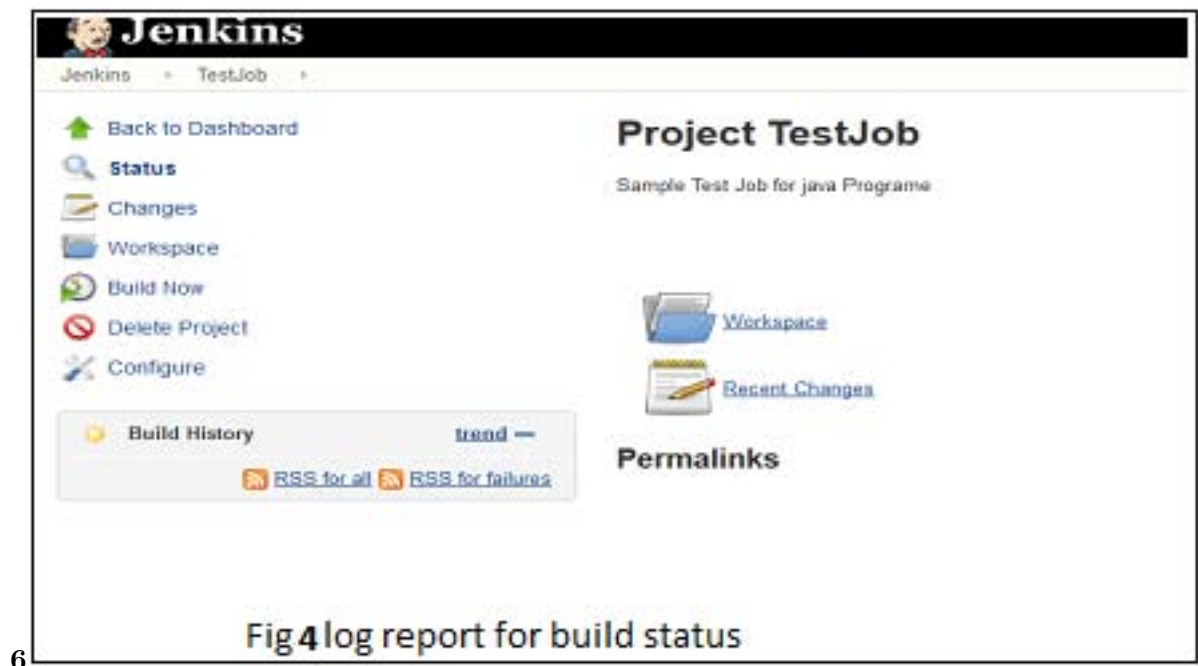 Jenkins
Jenkins TestJob
Back to Dashboard
Status
Changes
Workspace
Build Now
Delete Project
Configure
Build History trend —
RSS for all RSS for failures
Project TestJob
Sample Test Job for java Programe
Workspace
Recent Changes
Permalinks
Fig 4 log report for build status
6